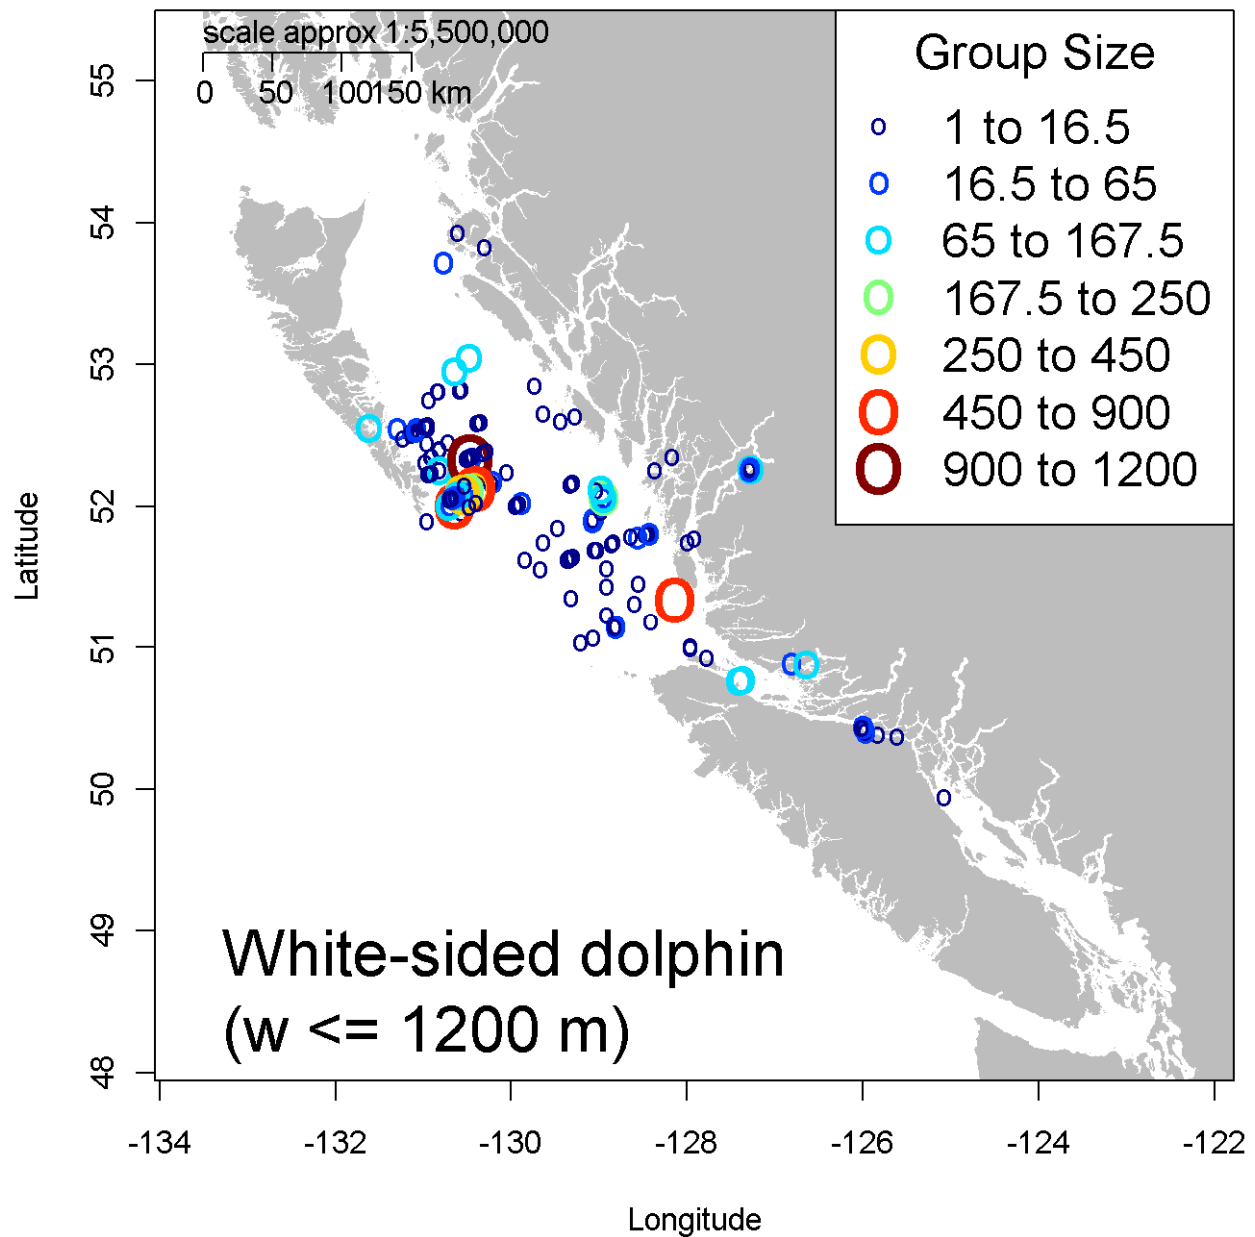 scale approx 1:5,500,000
0 50 100150 km
Group Size
1 to 16.5
16.5 to 65
65 to 167.5
167.5 to 250
250 to 450
450 to 900
900 to 1200
55
54
53
52
51
50
49
48
Latitude
White-sided dolphin
(w <= 1200 m)
-134 -132 -130 -128 -126 -124 -122
Longitude